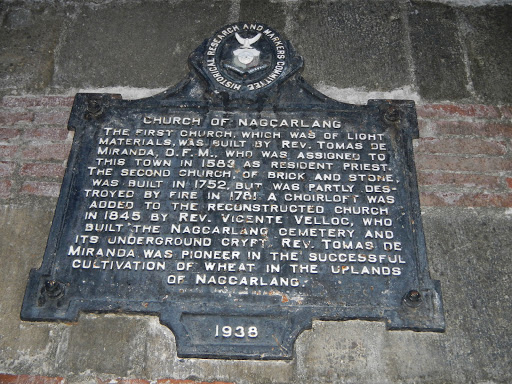 HISTORICAL RESEARCH AND MARKERS COMMITTEE
CHURCH OF NAGCARLANG
THE FIRST CHURCH, WHICH WAS OF LIGHT
MATERIALS, WAS BUILT BY REV. TOMAS DE
MIRANDA, O.F.M., WHO WAS ASSIGNED TO
THIS TOWN IN 1583 AS RESIDENT PRIEST.
THE SECOND CHURCH, OF BRICK AND STONE,
WAS BUILT IN 1752, BUT WAS PARTLY DES-
TROYED BY FIRE IN 1781. A CHOIRLOFT WAS
ADDED TO THE RECONSTRUCTED CHURCH
IN 1845 BY REV. VICENTE VELLOC, WHO
BUILT THE NAGCARLANG CEMETERY AND
ITS UNDERGROUND CRYPT. REV. TOMAS DE
MIRANDA WAS PIONEER IN THE SUCCESSFUL
CULTIVATION OF WHEAT IN THE UPLANDS
OF NAGCARLANG.
1938